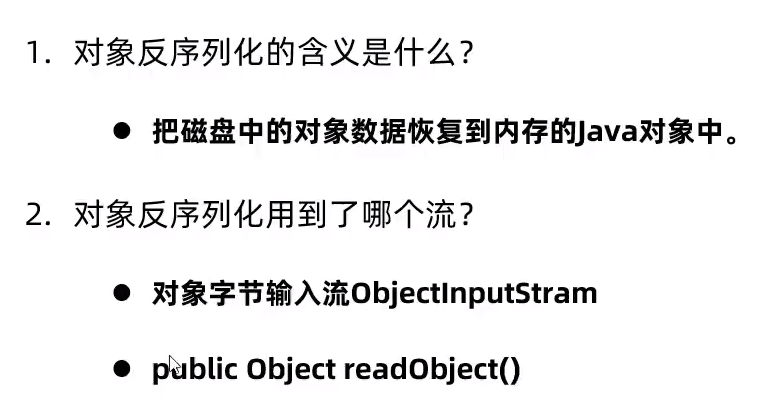 1. 对象反序列化的含义是什么?
● 把磁盘中的对象数据恢复到内存的Java对象中。
2. 对象反序列化用到了哪个流?
● 对象字节输入流ObjectInputStram
● public Object readObject()